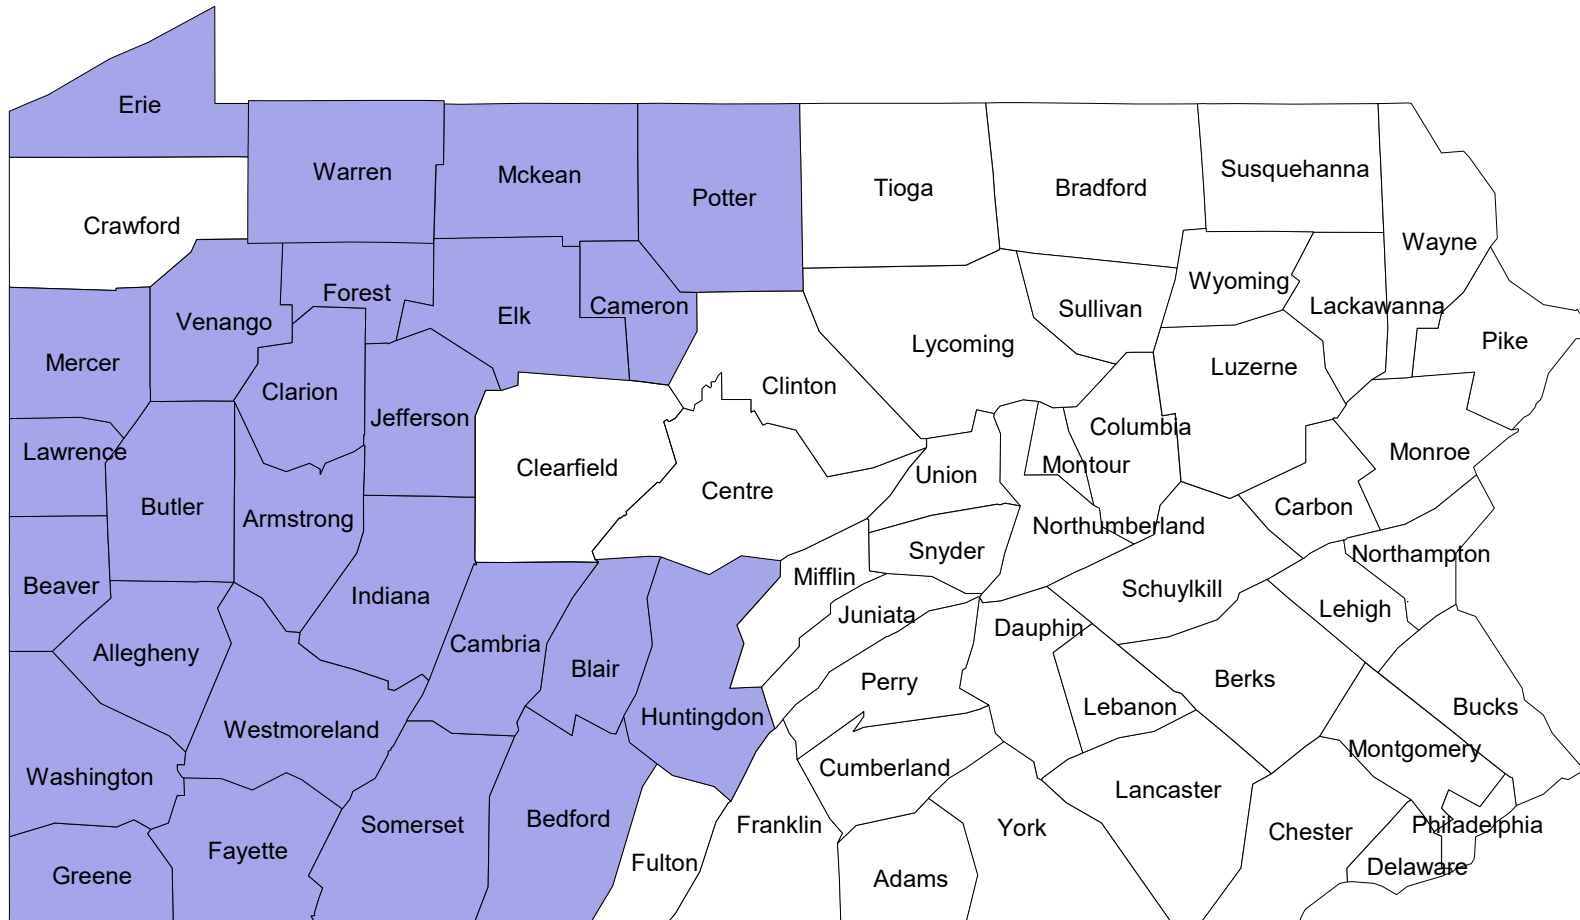 Erie
Warren
Mckean
Potter
Tioga
Bradford
Susquehanna
Crawford
Wayne
Venango
Forest
Elk
Cameron
Sullivan
Wyoming
Lackawanna
Mercer
Clarion
Jefferson
Clinton
Lycoming
Luzerne
Pike
Lawrence
Butler
Armstrong
Clearfield
Centre
Union
Montour
Columbia
Carbon
Monroe
Beaver
Indiana
Mifflin
Snyder
Northumberland
Schuylkill
Northampton
Allegheny
Cambria
Blair
Juniata
Dauphin
Lehigh
Westmoreland
Huntingdon
Perry
Lebanon
Berks
Bucks
Washington
Somerset
Bedford
Cumberland
Lancaster
Montgomery
Greene
Fayette
Fulton
Franklin
Adams
York
Chester
Delaware
Philadelphia